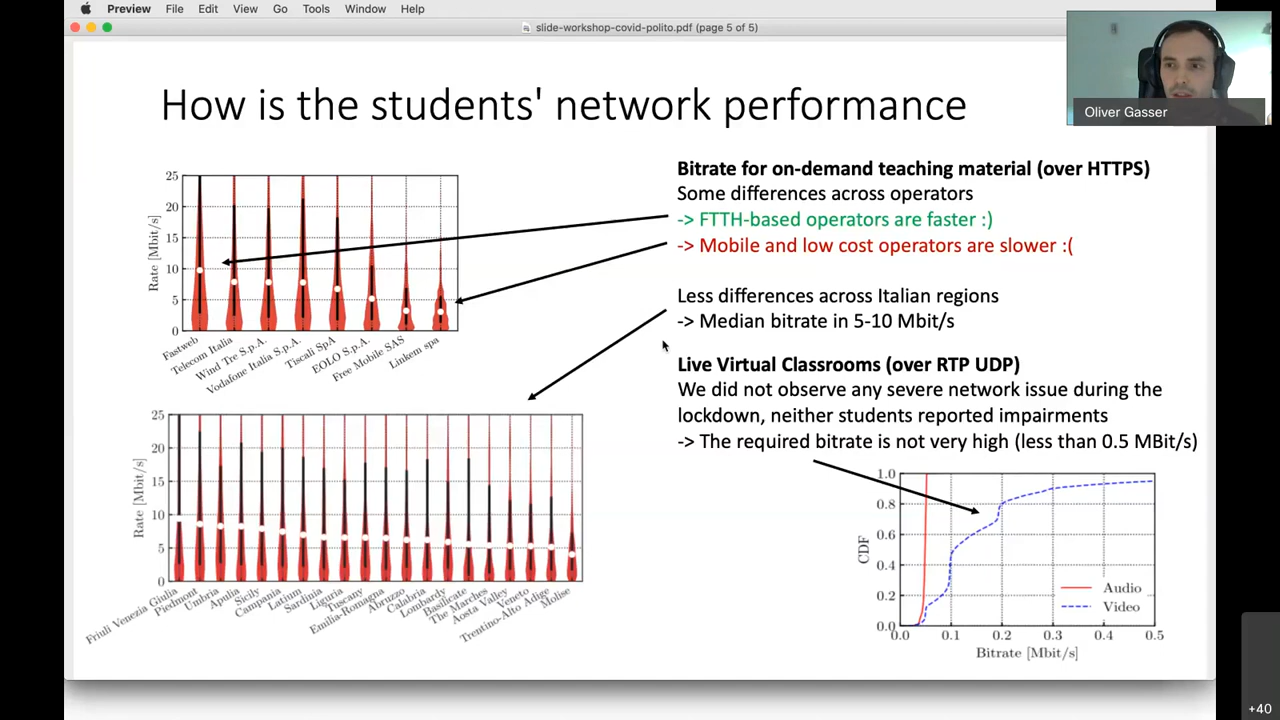 Preview File Edit View Go Tools Window Help
slide-workshop-covid-polito.pdf (page 5 of 5)
Oliver Gasser
How is the students' network performance
Bitrate for on-demand teaching material (over HTTPS)
Some differences across operators
-> FTTH-based operators are faster :)
-> Mobile and low cost operators are slower :(
Less differences across Italian regions
-> Median bitrate in 5-10 Mbit/s
Live Virtual Classrooms (over RTP UDP)
We did not observe any severe network issue during the
lockdown, neither students reported impairments
-> The required bitrate is not very high (less than 0.5 MBit/s)
25
20
15
10
5
0
Rate [Mbit/s]
Fastweb
Telecom Italia
Wind Tre S.p.A.
Vodafone Italia S.p.A.
Tiscali SpA
EOLO S.p.A.
Free Mobile SAS
Linkem spa
25
20
15
10
5
0
Rate [Mbit/s]
Friuli Venezia Giulia
Piedmont
Umbria
Apulia
Sicily
Campania
Latium
Sardinia
Liguria
Tuscany
Emilia-Romagna
Abruzzo
Calabria
Lombardy
Basilicate
The Marches
Aosta Valley
Veneto
Trentino-Alto Adige
Molise
1.0
0.8
0.6
0.4
0.2
0.0
CDF
Audio
Video
0.0 0.1 0.2 0.3 0.4 0.5
Bitrate [Mbit/s]
+40